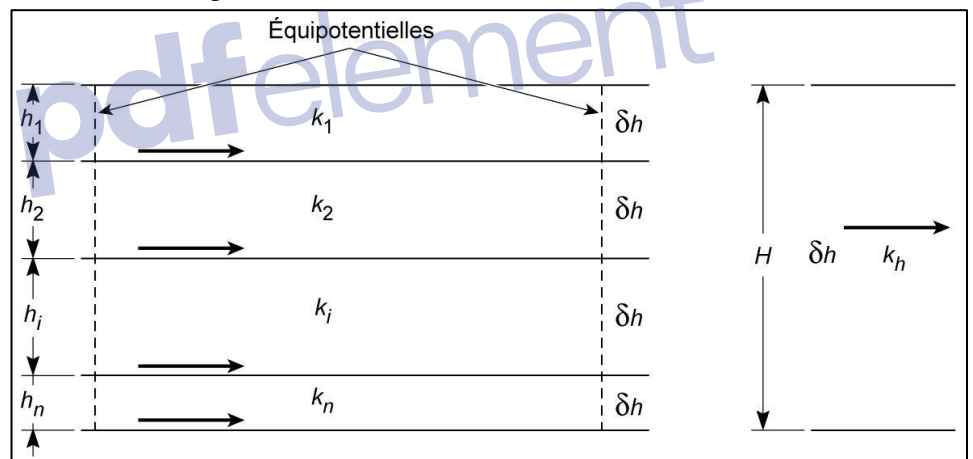 Équipotentielles
pdfelement
h1 k1 δh
h2 k2 δh
H δh kh
hi ki δh
hn kn δh